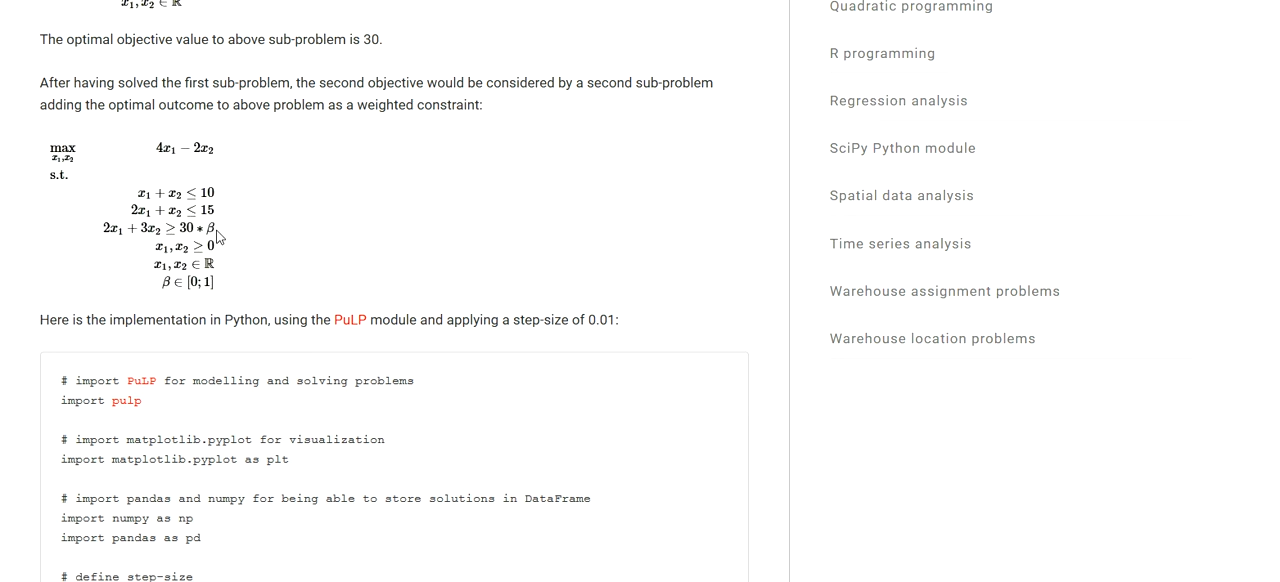 x₁, x₂ ∈ ℝ
The optimal objective value to above sub-problem is 30.
After having solved the first sub-problem, the second objective would be considered by a second sub-problem
adding the optimal outcome to above problem as a weighted constraint:
max 4x₁ − 2x₂
x₁,x₂
s.t.
x₁ + x₂ ≤ 10
2x₁ + x₂ ≤ 15
2x₁ + 3x₂ ≥ 30 ∗ β
x₁, x₂ ≥ 0
x₁, x₂ ∈ ℝ
β ∈ [0; 1]
Here is the implementation in Python, using the PuLP module and applying a step-size of 0.01:
# import PuLP for modelling and solving problems
import pulp
# import matplotlib.pyplot for visualization
import matplotlib.pyplot as plt
# import pandas and numpy for being able to store solutions in DataFrame
import numpy as np
import pandas as pd
# define step-size
Quadratic programming
R programming
Regression analysis
SciPy Python module
Spatial data analysis
Time series analysis
Warehouse assignment problems
Warehouse location problems